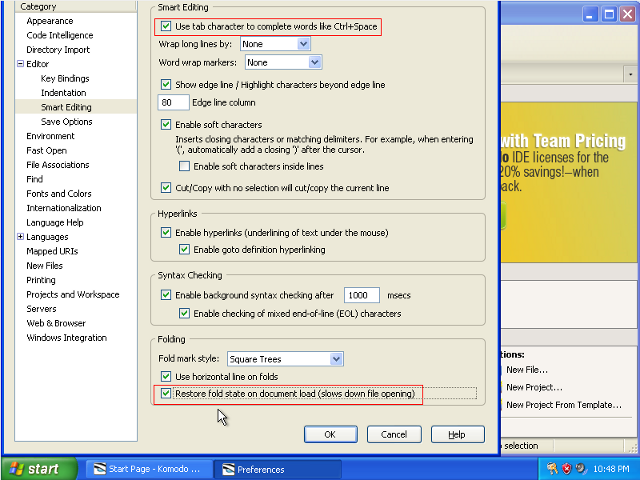 Category
Appearance
Code Intelligence
Directory Import
Editor
Key Bindings
Indentation
Smart Editing
Save Options
Environment
Fast Open
File Associations
Find
Fonts and Colors
Internationalization
Language Help
Languages
Mapped URIs
New Files
Printing
Projects and Workspace
Servers
Web & Browser
Windows Integration
Smart Editing
Use tab character to complete words like Ctrl+Space
Wrap long lines by: None
Word wrap markers: None
Show edge line / Highlight characters beyond edge line
80 Edge line column
Enable soft characters
Inserts closing characters or matching delimiters. For example, when entering
'(', automatically add a closing ')' after the cursor.
Enable soft characters inside lines
Cut/Copy with no selection will cut/copy the current line
Hyperlinks
Enable hyperlinks (underlining of text under the mouse)
Enable goto definition hyperlinking
Syntax Checking
Enable background syntax checking after 1000 msecs
Enable checking of mixed end-of-line (EOL) characters
Folding
Fold mark style: Square Trees
Use horizontal line on folds
Restore fold state on document load (slows down file opening)
OK Cancel Help
with Team Pricing
IDE licenses for the
20% savings!—when
ack.
tions:
New File...
New Project...
New Project From Template...
selection
start
Start Page - Komodo ...
Preferences
10:48 PM